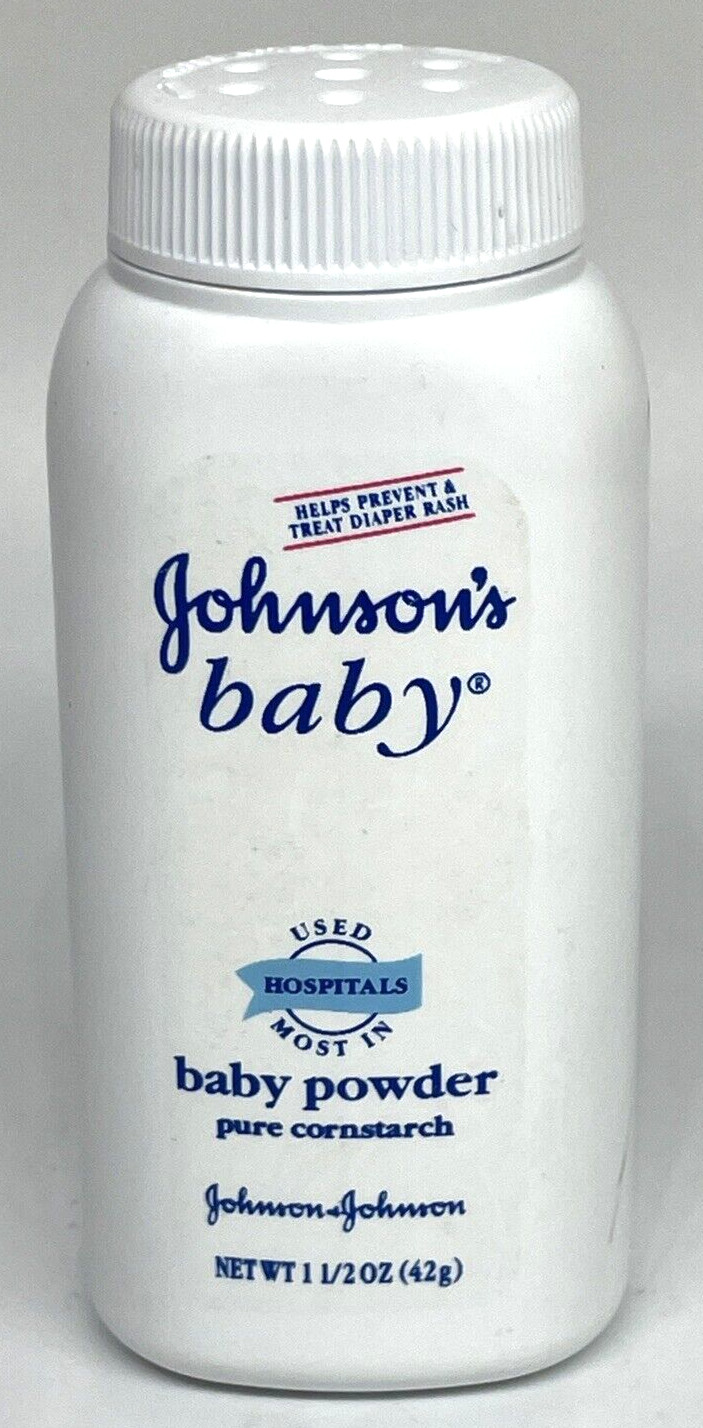 HELPS PREVENT &
TREAT DIAPER RASH
Johnson's
baby®
USED
HOSPITALS
MOST IN
baby powder
pure cornstarch
Johnson & Johnson
NET WT 1 1/2 OZ (42g)